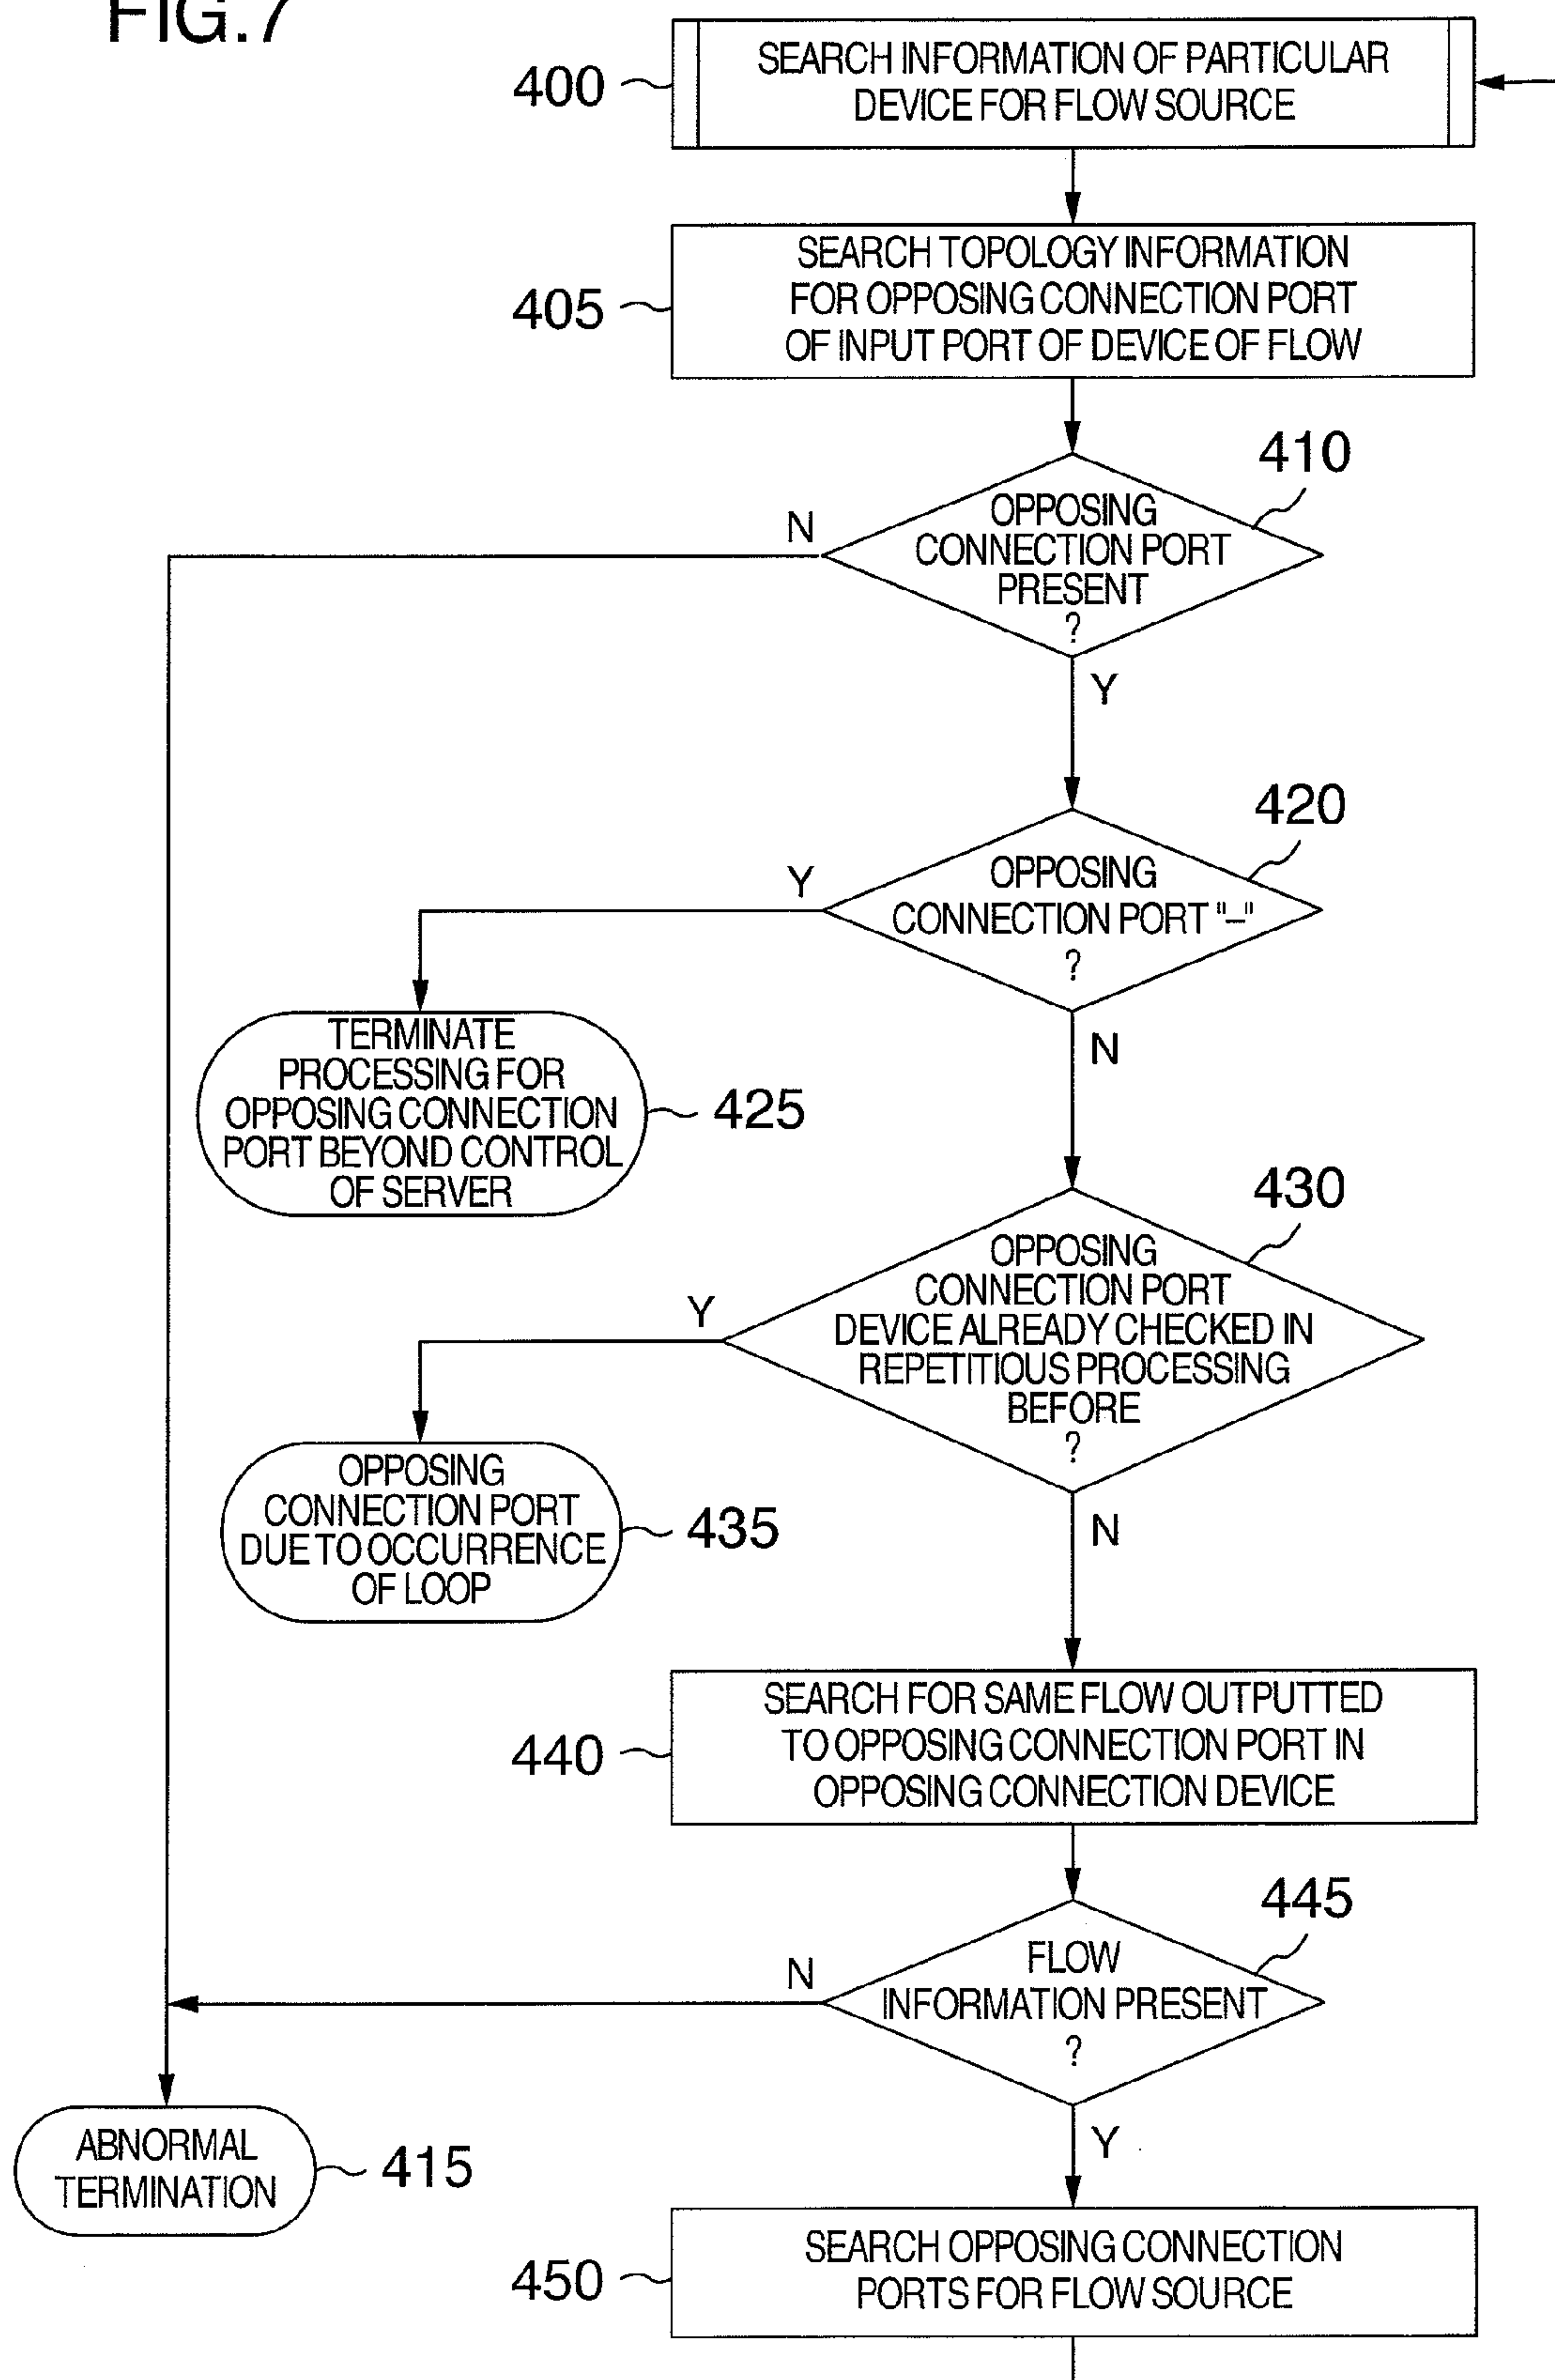 FIG.7
400
SEARCH INFORMATION OF PARTICULAR
DEVICE FOR FLOW SOURCE
405
SEARCH TOPOLOGY INFORMATION
FOR OPPOSING CONNECTION PORT
OF INPUT PORT OF DEVICE OF FLOW
410
N
OPPOSING
CONNECTION PORT
PRESENT
?
Y
420
Y
OPPOSING
CONNECTION PORT "–"
?
N
TERMINATE
PROCESSING FOR
OPPOSING CONNECTION
PORT BEYOND CONTROL
OF SERVER
425
430
Y
OPPOSING
CONNECTION PORT
DEVICE ALREADY CHECKED IN
REPETITIOUS PROCESSING
BEFORE
?
N
OPPOSING
CONNECTION PORT
DUE TO OCCURRENCE
OF LOOP
435
440
SEARCH FOR SAME FLOW OUTPUTTED
TO OPPOSING CONNECTION PORT IN
OPPOSING CONNECTION DEVICE
445
N
FLOW
INFORMATION PRESENT
?
Y
ABNORMAL
TERMINATION
415
450
SEARCH OPPOSING CONNECTION
PORTS FOR FLOW SOURCE